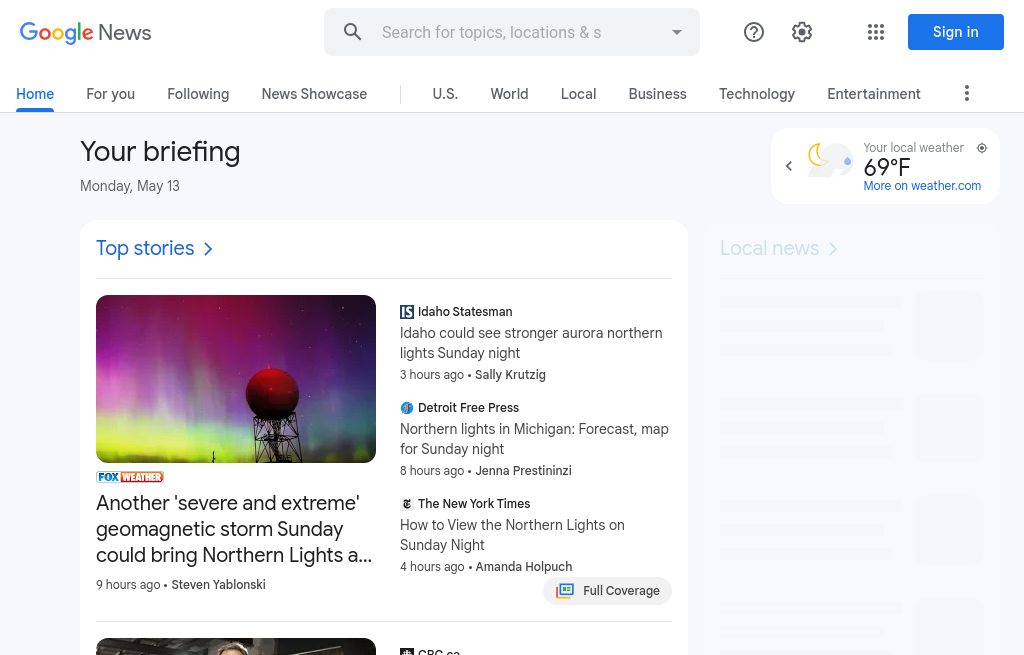 Google News
Search for topics, locations & s
Sign in
Home For you Following News Showcase U.S. World Local Business Technology Entertainment
Your briefing
Monday, May 13
Your local weather
69°F
More on weather.com
Top stories
Local news
FOX WEATHER
Another 'severe and extreme'
geomagnetic storm Sunday
could bring Northern Lights a...
9 hours ago • Steven Yablonski
Idaho Statesman
Idaho could see stronger aurora northern
lights Sunday night
3 hours ago • Sally Krutzig
Detroit Free Press
Northern lights in Michigan: Forecast, map
for Sunday night
8 hours ago • Jenna Prestininzi
The New York Times
How to View the Northern Lights on
Sunday Night
4 hours ago • Amanda Holpuch
Full Coverage
CBC.ca